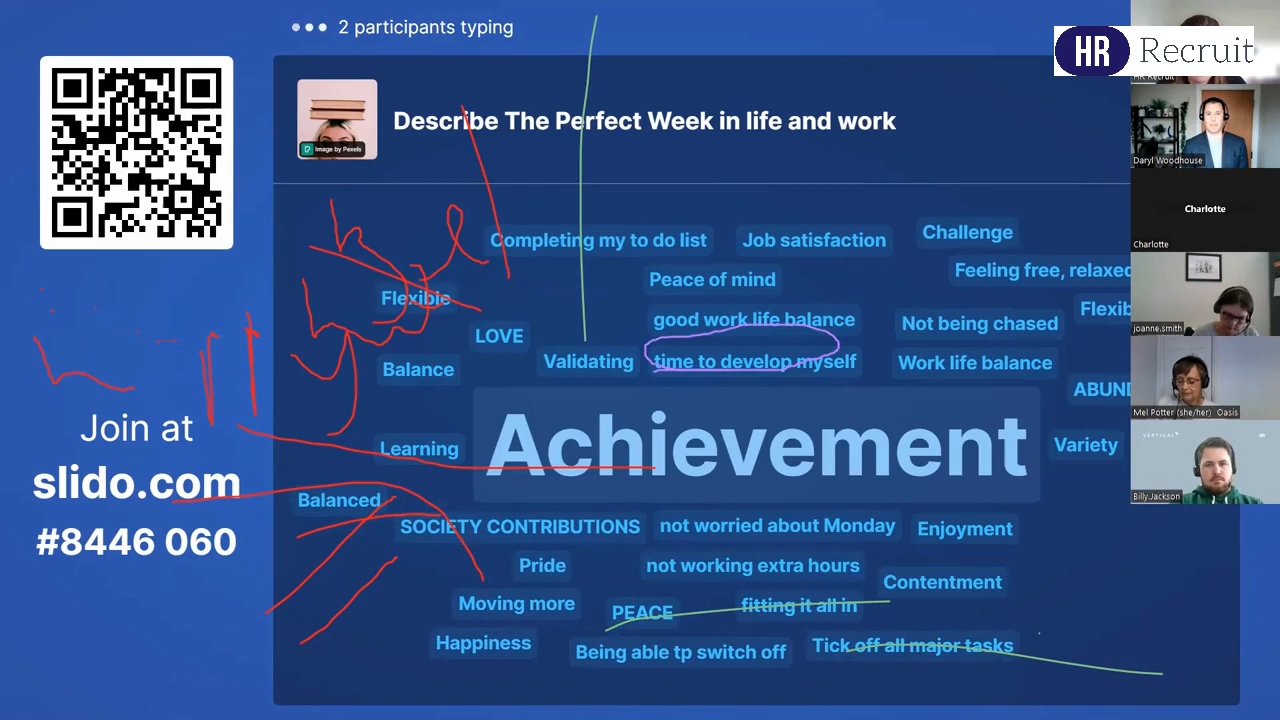 2 participants typing
HR Recruit
HR Recruit
Image by Pexels
Describe The Perfect Week in life and work
Daryl Woodhouse
Charlotte
Charlotte
Completing my to do list
Job satisfaction
Challenge
Peace of mind
Feeling free, relaxed
Flexible
good work life balance
Flexib
LOVE
Not being chased
joanne.smith
Balance
Validating
time to develop myself
Work life balance
ABUND
Mel Potter (she/her) Oasis
Join at
slido.com
#8446 060
Learning
Achievement
Variety
VERTICAL
Billy Jackson
Balanced
SOCIETY CONTRIBUTIONS
not worried about Monday
Enjoyment
Pride
not working extra hours
Contentment
Moving more
PEACE
fitting it all in
Happiness
Being able tp switch off
Tick off all major tasks